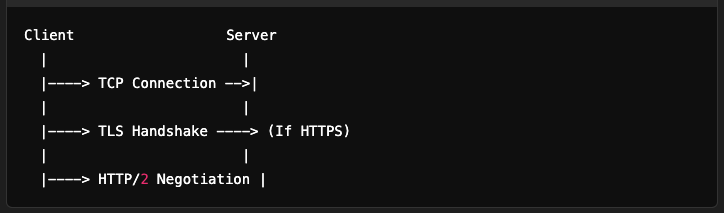 Client                  Server
  |                       |
  |----> TCP Connection -->|
  |                       |
  |----> TLS Handshake ----> (If HTTPS)
  |                       |
  |----> HTTP/2 Negotiation |